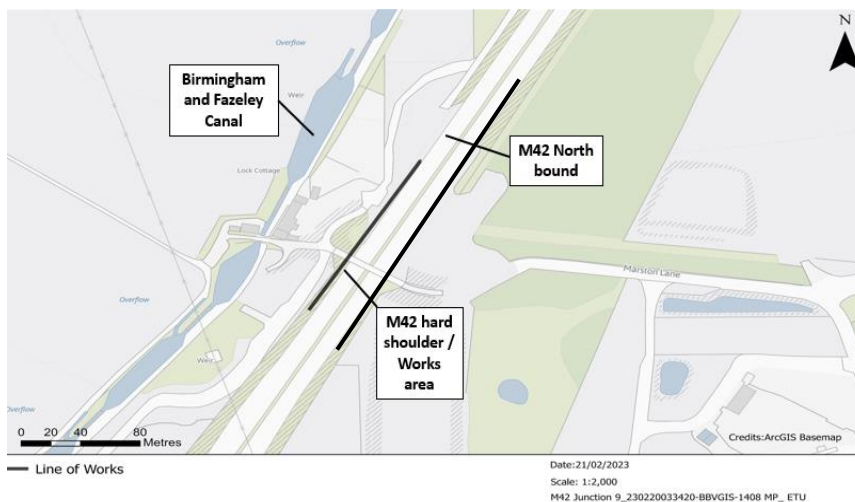 Overflow
N
Birmingham
and Fazeley
Canal
Weir
M42 North
bound
Lock Cottage
Marston Lane
Overflow
M42 hard
shoulder /
Works
area
Weir
Overflow
0 20 40 80
Metres
Credits:ArcGIS Basemap
Line of Works
Date:21/02/2023
Scale: 1:2,000
M42 Junction 9_230220033420-BBVGIS-1408 MP_ ETU